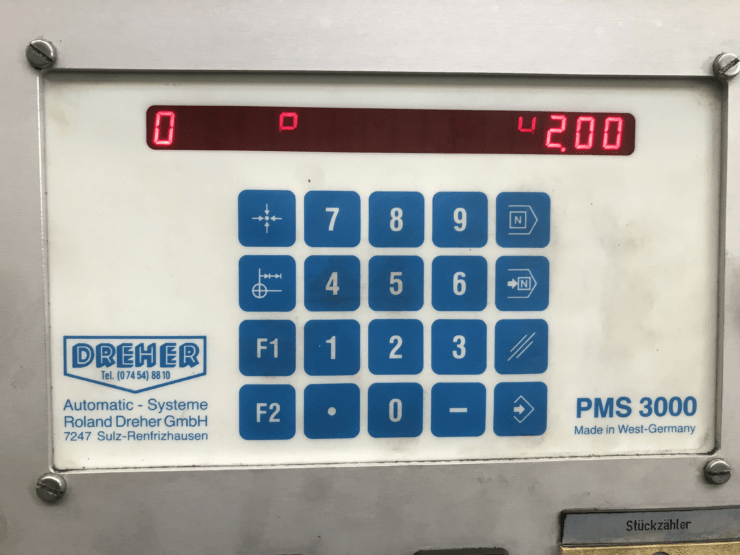 0 o u 2.00
7 8 9 N
4 5 6 N
F1 1 2 3
F2 . 0 -
DREHER
Tel. (0 74 54) 88 10
Automatic - Systeme
Roland Dreher GmbH
7247 Sulz-Renfrizhausen
PMS 3000
Made in West-Germany
Stückzähler